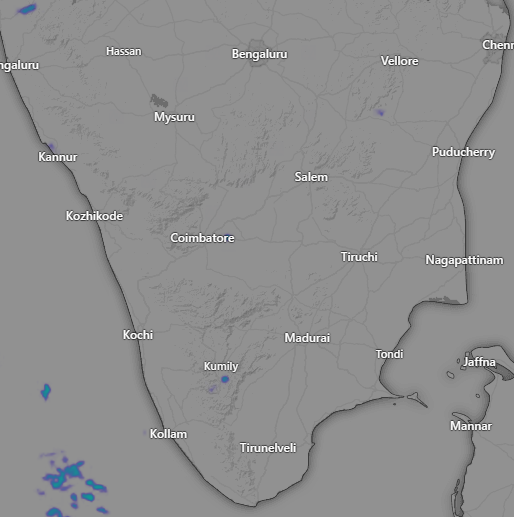 Hassan
Bengaluru
Chenn
ngaluru
Vellore
Mysuru
Kannur
Puducherry
Salem
Kozhikode
Coimbatore
Tiruchi
Nagapattinam
Kochi
Madurai
Tondi
Jaffna
Kumily
Mannar
Kollam
Tirunelveli